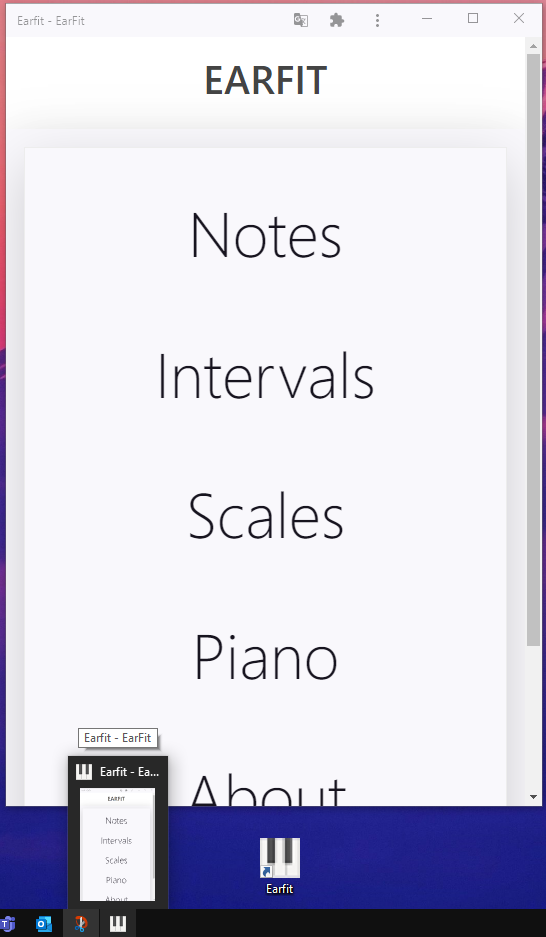 Earfit - EarFit
EARFIT
Notes
Intervals
Scales
Piano
About
Earfit - EarFit
Earfit - Ea...
EARFIT
Notes
Intervals
Scales
Piano
About
Earfit